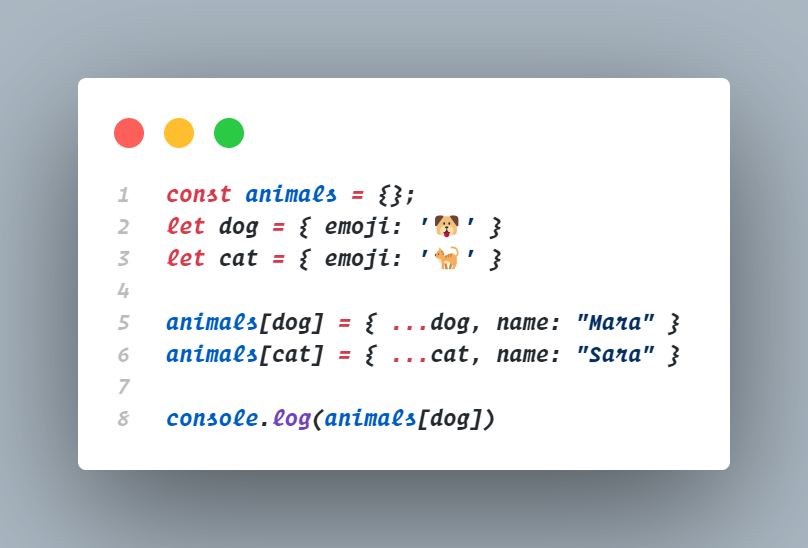 1 const animals = {};
2 let dog = { emoji: '🐶' }
3 let cat = { emoji: '🐈' }
4
5 animals[dog] = { ...dog, name: "Mara" }
6 animals[cat] = { ...cat, name: "Sara" }
7
8 console.log(animals[dog])